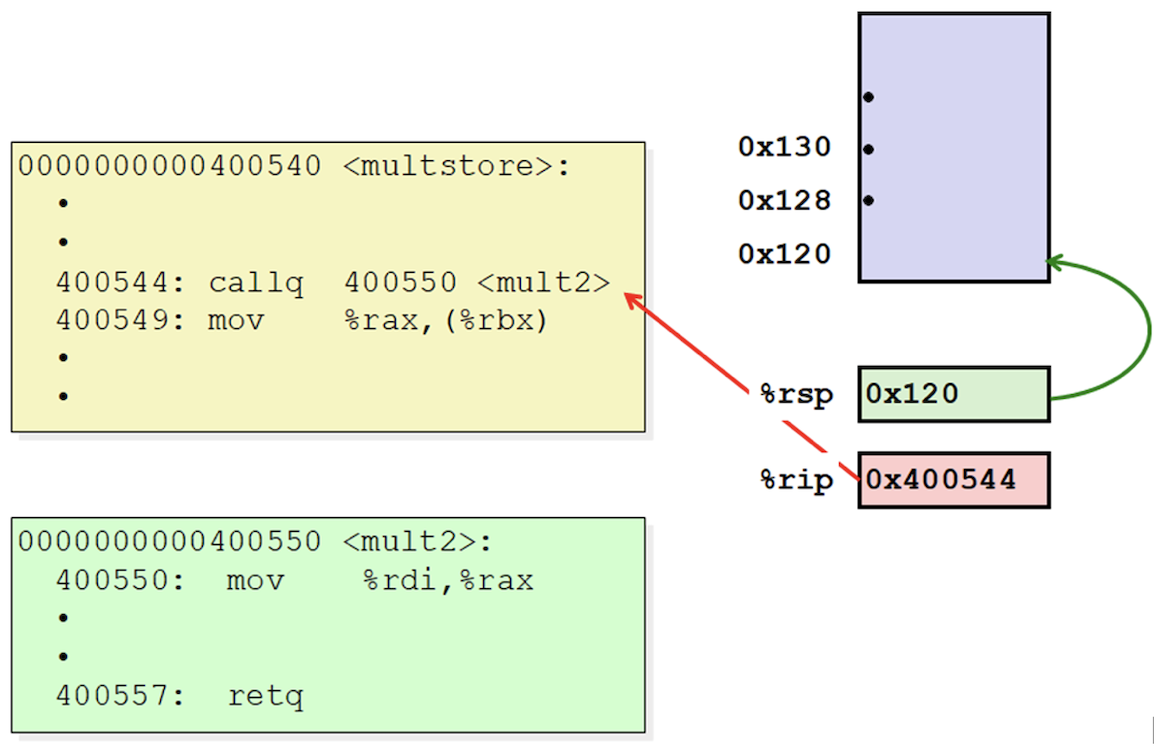 0000000000400540 <multstore>:
•
•
400544: callq 400550 <mult2>
400549: mov %rax,(%rbx)
•
•
0000000000400550 <mult2>:
400550: mov %rdi,%rax
•
•
400557: retq
•
0x130 •
0x128 •
0x120
%rsp 0x120
%rip 0x400544